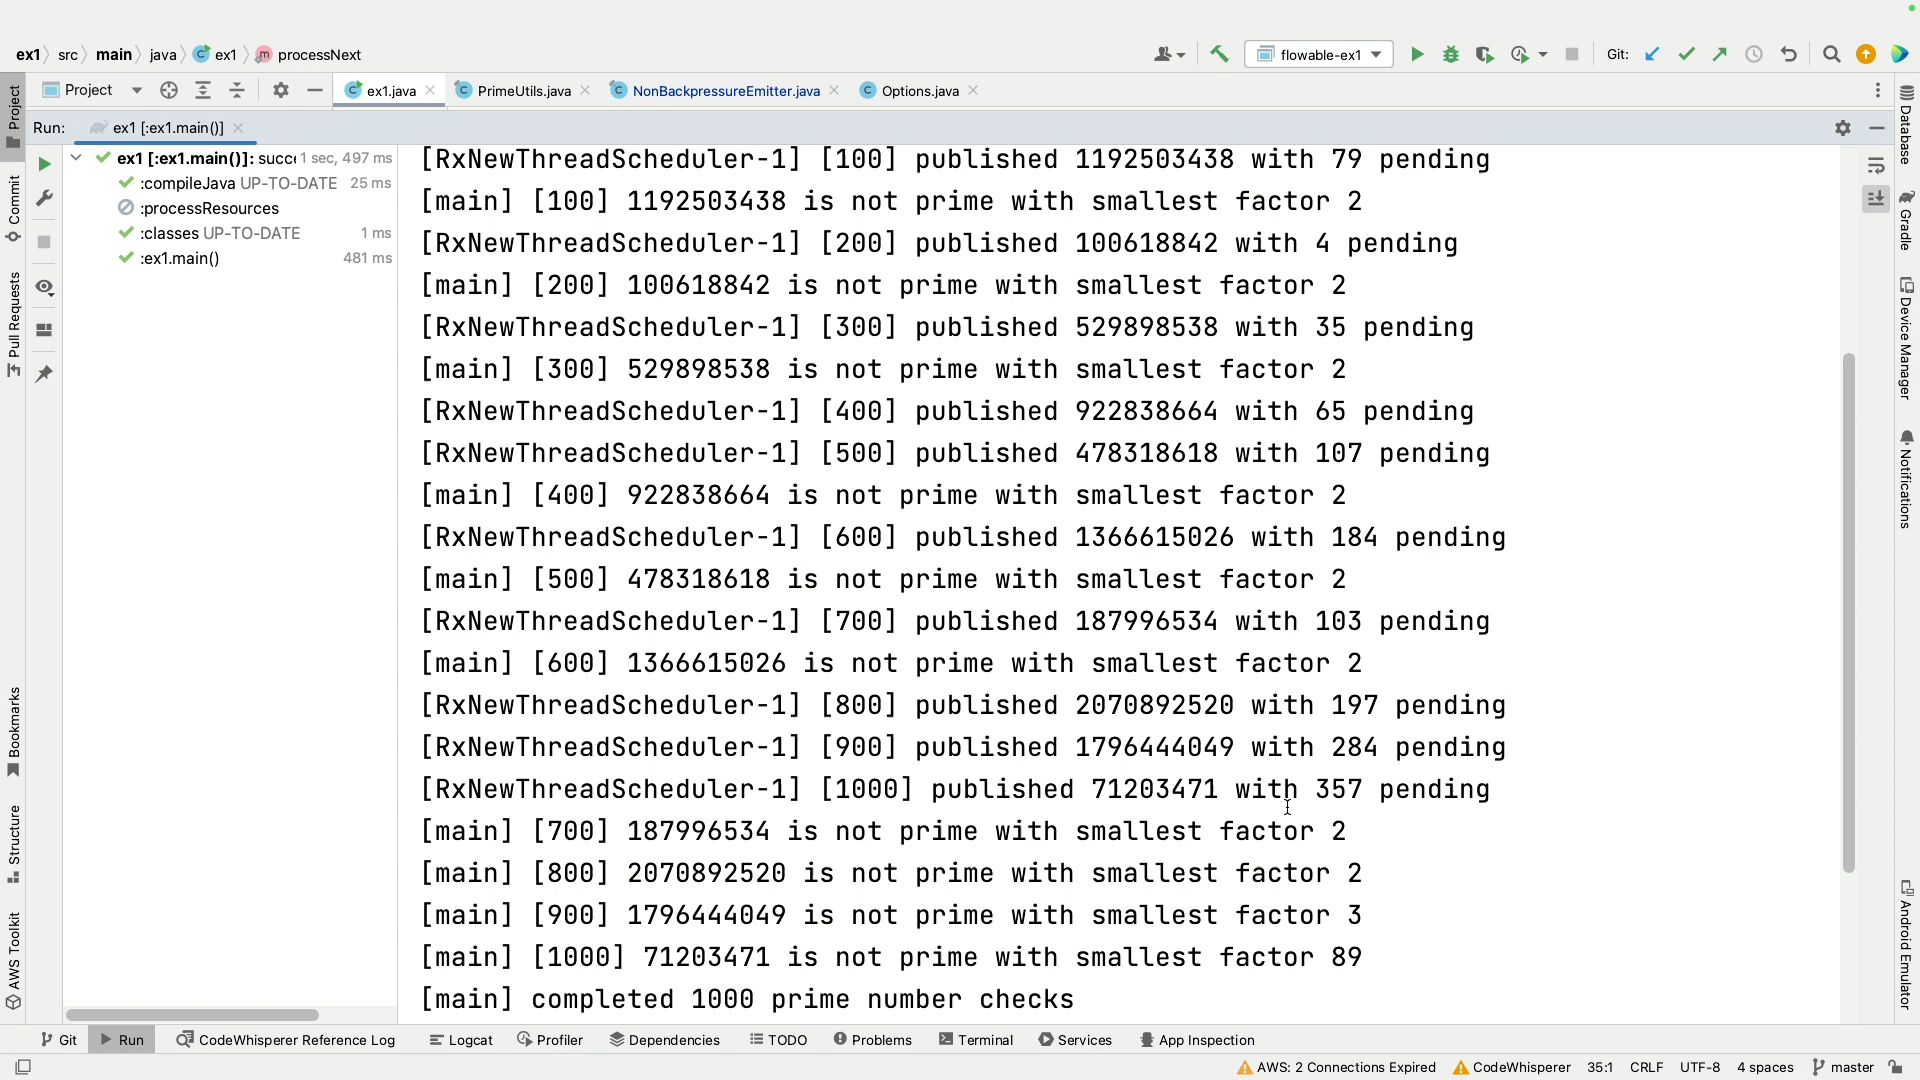 ex1 src main java ex1 processNext
flowable-ex1 Git:
Project ex1.java PrimeUtils.java NonBackpressureEmitter.java Options.java
Run: ex1 [:ex1.main()]
ex1 [:ex1.main()]: succe 1 sec, 497 ms
:compileJava UP-TO-DATE 25 ms
:processResources
:classes UP-TO-DATE 1 ms
:ex1.main() 481 ms
[RxNewThreadScheduler-1] [100] published 1192503438 with 79 pending
[main] [100] 1192503438 is not prime with smallest factor 2
[RxNewThreadScheduler-1] [200] published 100618842 with 4 pending
[main] [200] 100618842 is not prime with smallest factor 2
[RxNewThreadScheduler-1] [300] published 529898538 with 35 pending
[main] [300] 529898538 is not prime with smallest factor 2
[RxNewThreadScheduler-1] [400] published 922838664 with 65 pending
[RxNewThreadScheduler-1] [500] published 478318618 with 107 pending
[main] [400] 922838664 is not prime with smallest factor 2
[RxNewThreadScheduler-1] [600] published 1366615026 with 184 pending
[main] [500] 478318618 is not prime with smallest factor 2
[RxNewThreadScheduler-1] [700] published 187996534 with 103 pending
[main] [600] 1366615026 is not prime with smallest factor 2
[RxNewThreadScheduler-1] [800] published 2070892520 with 197 pending
[RxNewThreadScheduler-1] [900] published 1796444049 with 284 pending
[RxNewThreadScheduler-1] [1000] published 71203471 with 357 pending
[main] [700] 187996534 is not prime with smallest factor 2
[main] [800] 2070892520 is not prime with smallest factor 2
[main] [900] 1796444049 is not prime with smallest factor 3
[main] [1000] 71203471 is not prime with smallest factor 89
[main] completed 1000 prime number checks
Project
Commit
Pull Requests
Bookmarks
Structure
AWS Toolkit
Database
Gradle
Device Manager
Notifications
Android Emulator
Git Run CodeWhisperer Reference Log Logcat Profiler Dependencies TODO Problems Terminal Services App Inspection
AWS: 2 Connections Expired CodeWhisperer 35:1 CRLF UTF-8 4 spaces master